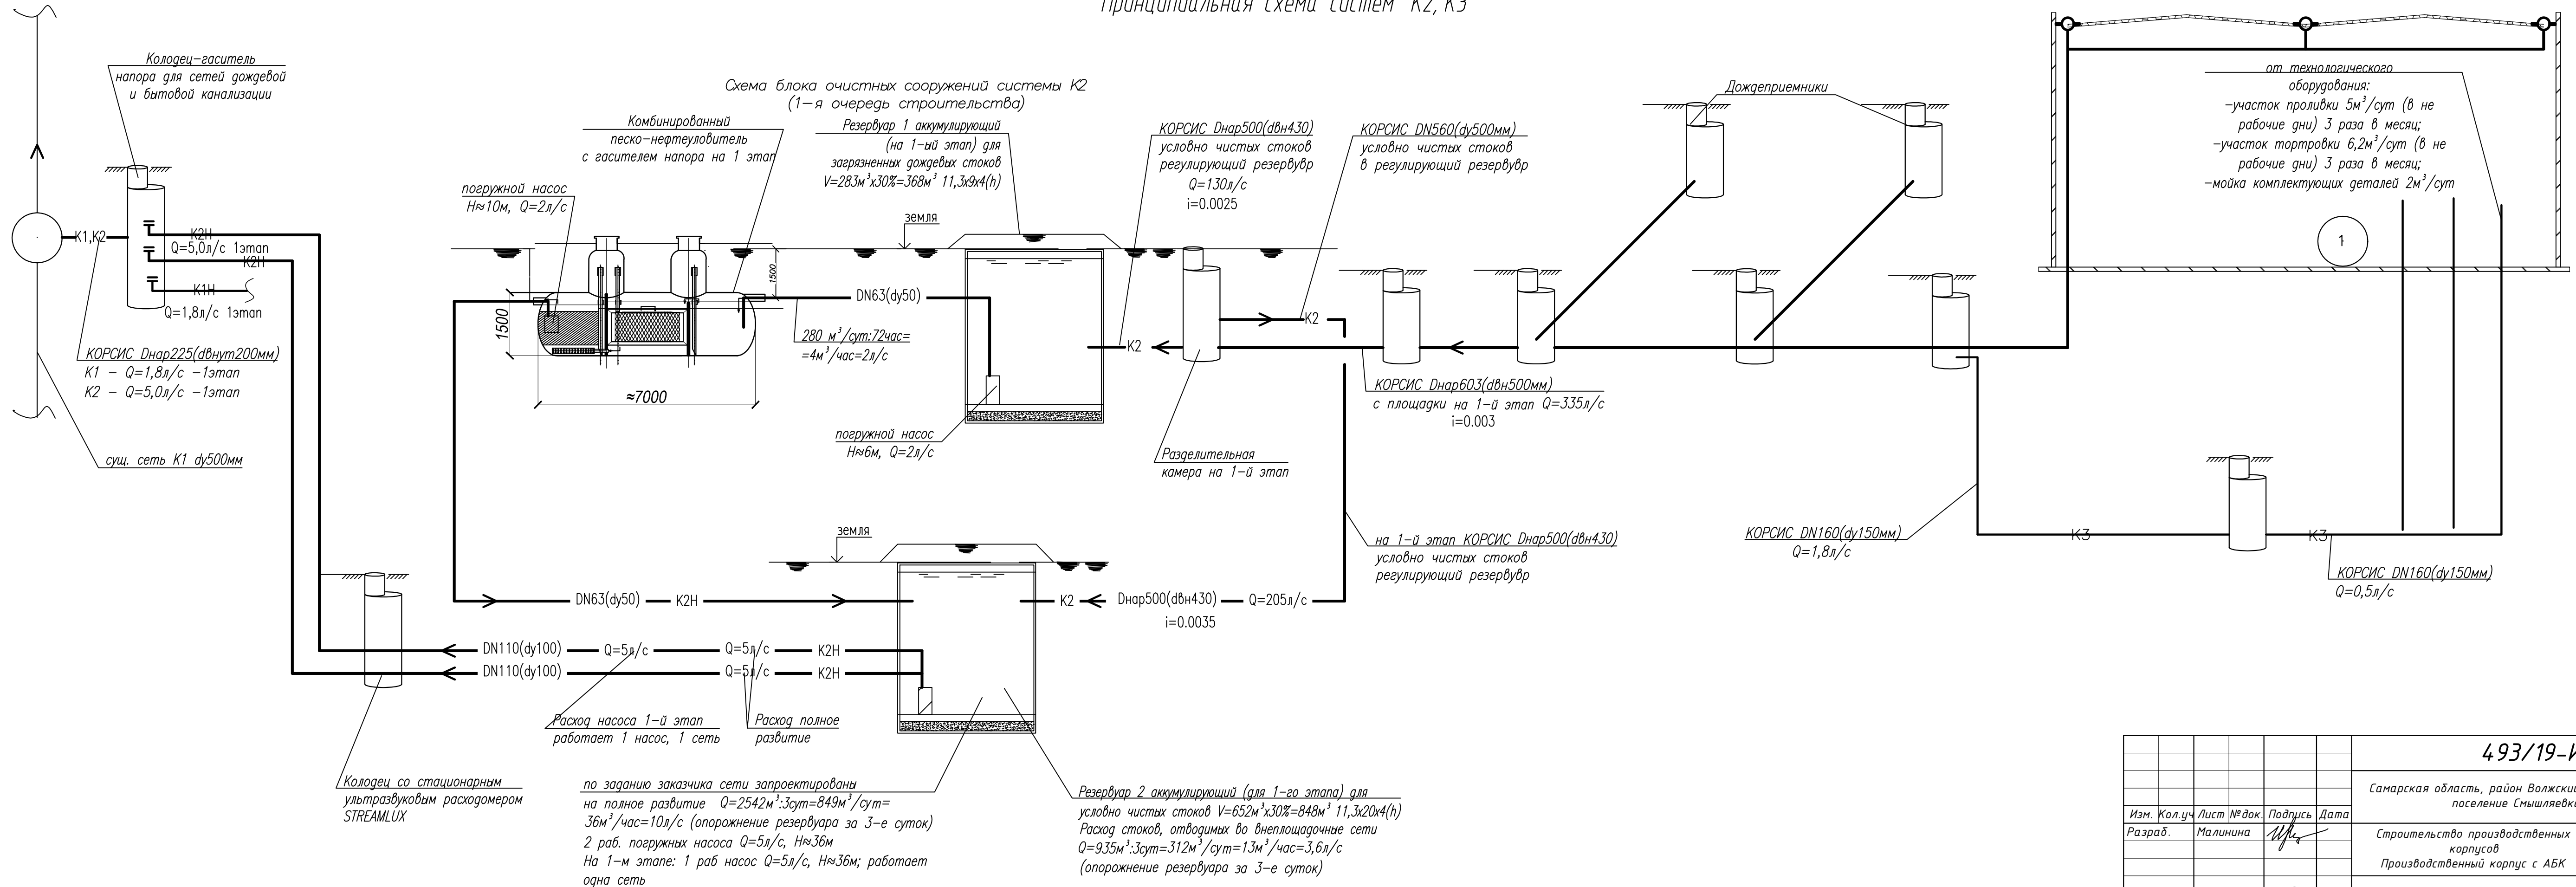 Принципиальная схема систем К2, К3
Колодец-гаситель
напора для сетей дождевой
и бытовой канализации
К1,К2
К2Н
Q=5,0л/с 1этап
К2Н
К1Н
Q=1,8л/с 1этап
КОРСИС Dнар225(dвнут200мм)
К1 - Q=1,8л/с -1этап
К2 - Q=5,0л/с -1этап
сущ. сеть К1 dу500мм
Схема блока очистных сооружений системы К2
(1-я очередь строительства)
Комбинированный
песко-нефтеуловитель
с гасителем напора на 1 этап
погружной насос
H≈10м, Q=2л/с
Резервуар 1 аккумулирующий
(на 1-ый этап) для
загрязненных дождевых стоков
V=283м³х30%=368м³ 11,3х9х4(h)
земля
1500
1500
≈7000
DN63(dу50)
280 м³/сут:72час=
=4м³/час=2л/с
погружной насос
H≈6м, Q=2л/с
КОРСИС Dнар500(dвн430)
условно чистых стоков
регулирующий резервувр
Q=130л/с
i=0.0025
КОРСИС DN560(dу500мм)
условно чистых стоков
в регулирующий резервувр
К2
К2
Разделительная
камера на 1-й этап
КОРСИС Dнар603(dвн500мм)
с площадки на 1-й этап Q=335л/с
i=0.003
Дождеприемники
от технологического
оборудования:
-участок проливки 5м³/сут (в не
рабочие дни) 3 раза в месяц;
-участок тортровки 6,2м³/сут (в не
рабочие дни) 3 раза в месяц;
-мойка комплектующих деталей 2м³/сут
1
на 1-й этап КОРСИС Dнар500(dвн430)
условно чистых стоков
регулирующий резервувр
КОРСИС DN160(dу150мм)
Q=1,8л/с
К3
К3
КОРСИС DN160(dу150мм)
Q=0,5л/с
земля
DN63(dу50)
К2Н
К2
Dнар500(dвн430)
Q=205л/с
i=0.0035
DN110(dу100)
Q=5л/с
Q=5л/с
К2Н
DN110(dу100)
Q=5л/с
К2Н
Расход насоса 1-й этап
работает 1 насос, 1 сеть
Расход полное
развитие
Колодец со стационарным
ультразвуковым расходомером
STREAMLUX
по заданию заказчика сети запроектированы
на полное развитие Q=2542м³:3сут=849м³/сут=
36м³/час=10л/с (опорожнение резервуара за 3-е суток)
2 раб. погружных насоса Q=5л/с, H≈36м
На 1-м этапе: 1 раб насос Q=5л/с, H≈36м; работает
одна сеть
Резервуар 2 аккумулирующий (для 1-го этапа) для
условно чистых стоков V=652м³х30%=848м³ 11,3х20х4(h)
Расход стоков, отводимых во внеплощадочные сети
Q=935м³:3сут=312м³/сут=13м³/час=3,6л/с
(опорожнение резервуара за 3-е суток)
493/19-И
Самарская область, район Волжский
поселение Смышляевка
Изм. Кол.уч Лист №док. Подпись Дата
Разраб. Малинина
Строительство производственных
корпусов
Производственный корпус с АБК